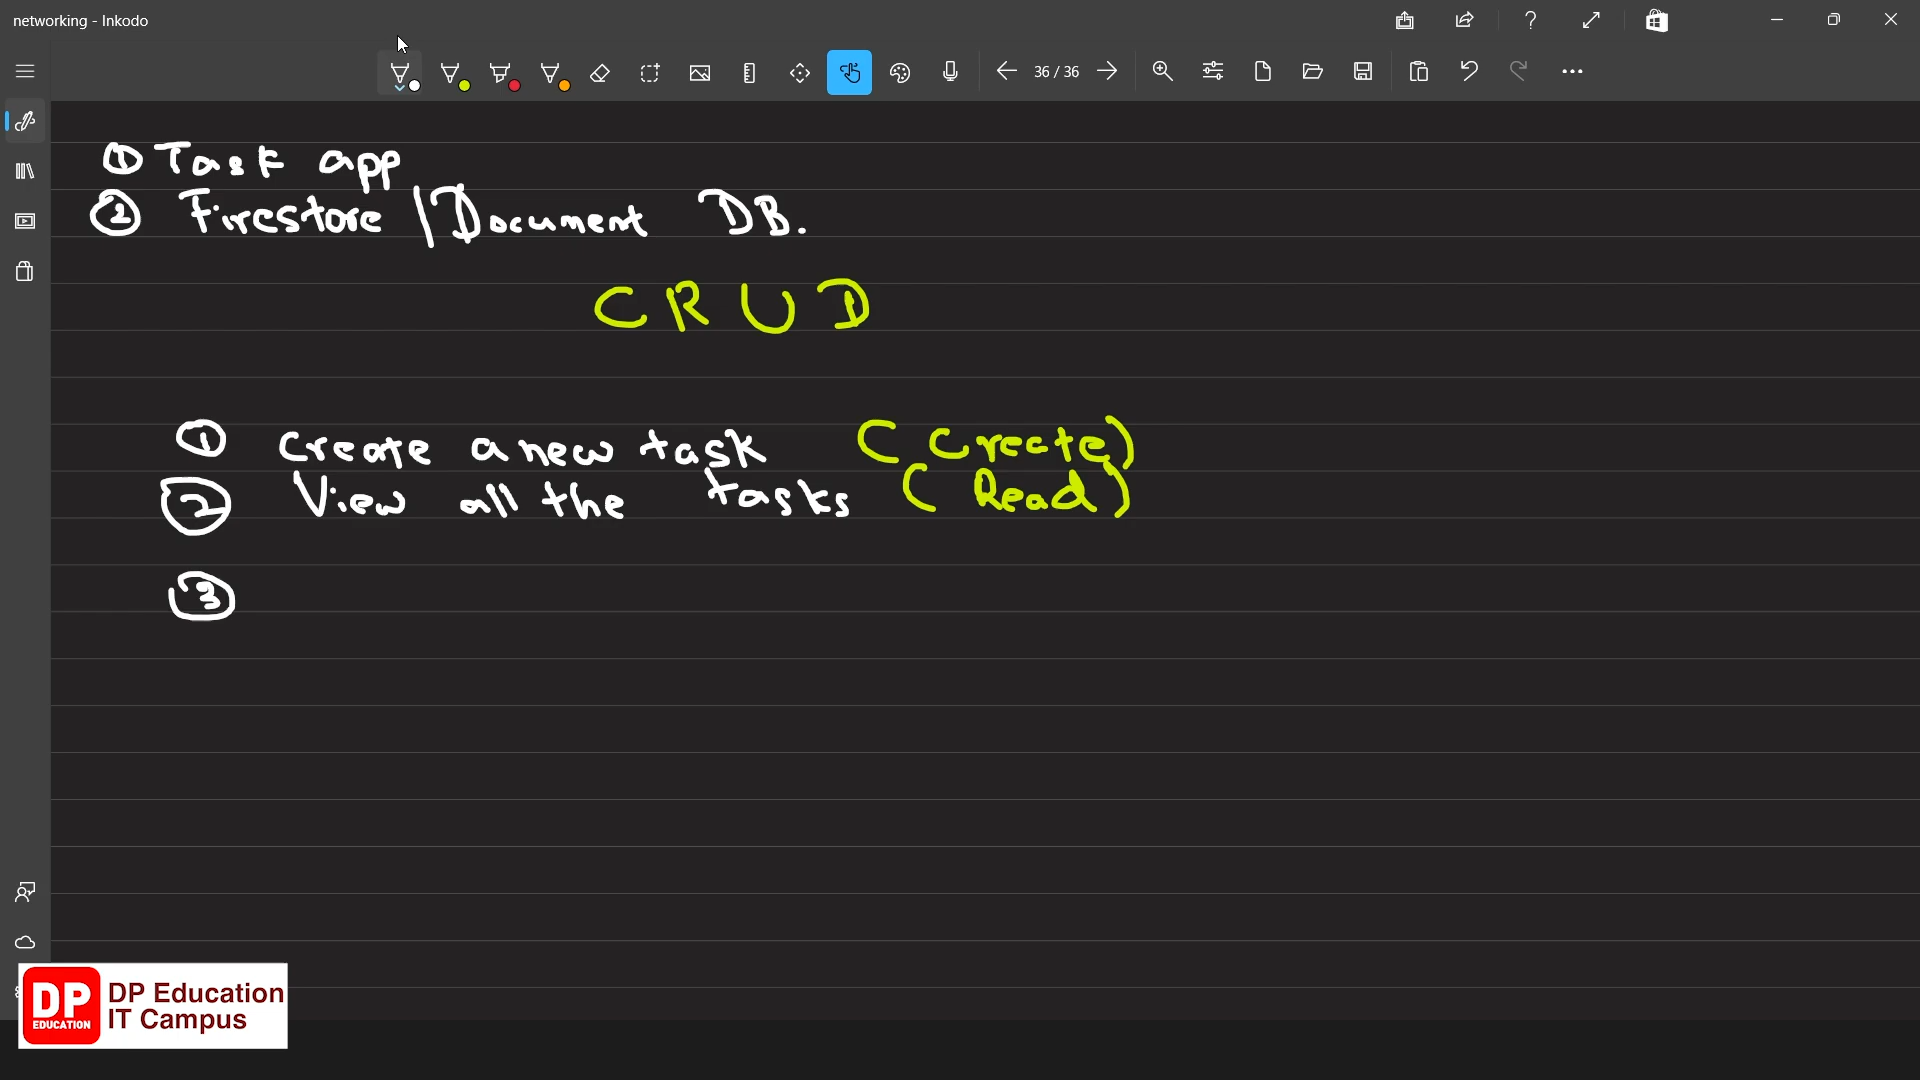 networking - Inkodo
36 / 36
① Task app
② Firestore / Document DB.
C R U D
① Create a new task ( Create)
② View all the tasks ( Read )
③
DP EDUCATION
DP Education
IT Campus